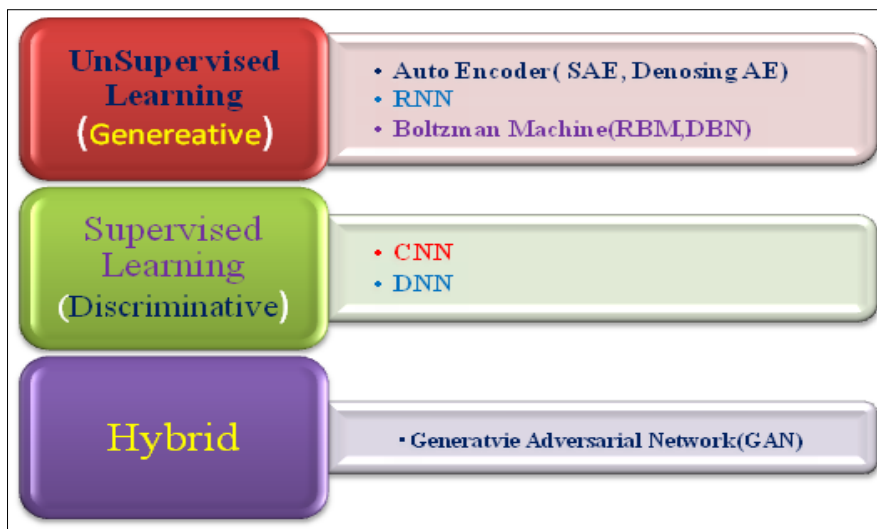 UnSupervised
Learning
(Genereative)
• Auto Encoder( SAE, Denosing AE)
• RNN
• Boltzman Machine(RBM,DBN)
Supervised
Learning
(Discriminative)
• CNN
• DNN
Hybrid
• Generatvie Adversarial Network(GAN)